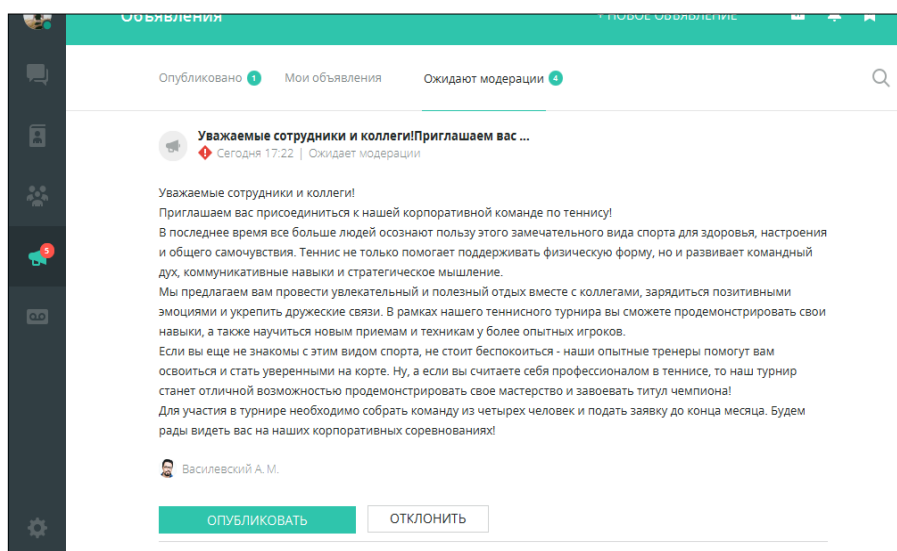 Объявления
+ НОВОЕ ОБЪЯВЛЕНИЕ
Опубликовано 1 Мои объявления Ожидают модерации 4
Уважаемые сотрудники и коллеги!Приглашаем вас ...
Сегодня 17:22 | Ожидает модерации
Уважаемые сотрудники и коллеги!
Приглашаем вас присоединиться к нашей корпоративной команде по теннису!
В последнее время все больше людей осознают пользу этого замечательного вида спорта для здоровья, настроения
и общего самочувствия. Теннис не только помогает поддерживать физическую форму, но и развивает командный
дух, коммуникативные навыки и стратегическое мышление.
5
Мы предлагаем вам провести увлекательный и полезный отдых вместе с коллегами, зарядиться позитивными
эмоциями и укрепить дружеские связи. В рамках нашего теннисного турнира вы сможете продемонстрировать свои
навыки, а также научиться новым приемам и техникам у более опытных игроков.
Если вы еще не знакомы с этим видом спорта, не стоит беспокоиться - наши опытные тренеры помогут вам
освоиться и стать уверенными на корте. Ну, а если вы считаете себя профессионалом в теннисе, то наш турнир
станет отличной возможностью продемонстрировать свое мастерство и завоевать титул чемпиона!
Для участия в турнире необходимо собрать команду из четырех человек и подать заявку до конца месяца. Будем
рады видеть вас на наших корпоративных соревнованиях!
Василевский А. М.
ОПУБЛИКОВАТЬ ОТКЛОНИТЬ